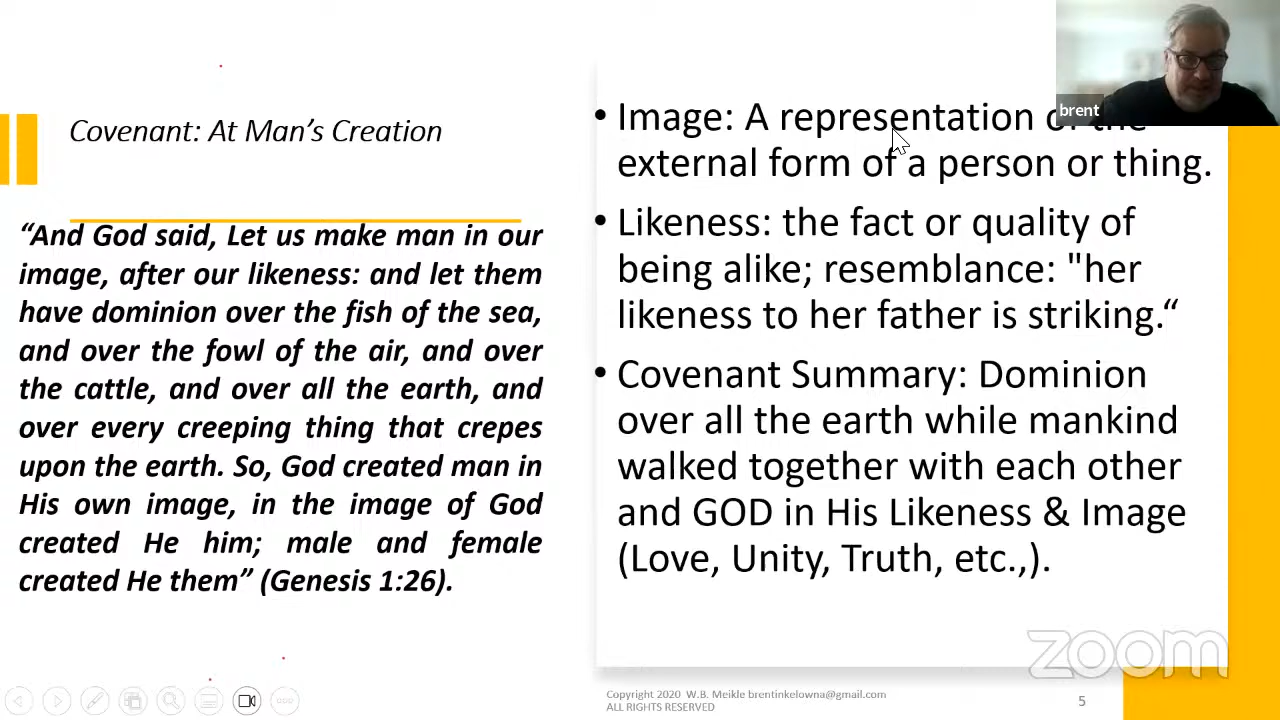 Covenant: At Man's Creation
“And God said, Let us make man in our
image, after our likeness: and let them
have dominion over the fish of the sea,
and over the fowl of the air, and over
the cattle, and over all the earth, and
over every creeping thing that crepes
upon the earth. So, God created man in
His own image, in the image of God
created He him; male and female
created He them” (Genesis 1:26).
• Image: A representation of the
external form of a person or thing.
• Likeness: the fact or quality of
being alike; resemblance: "her
likeness to her father is striking.“
• Covenant Summary: Dominion
over all the earth while mankind
walked together with each other
and GOD in His Likeness & Image
(Love, Unity, Truth, etc.,).
brent
zoom
Copyright 2020 W.B. Meikle brentinkelowna@gmail.com
ALL RIGHTS RESERVED
5